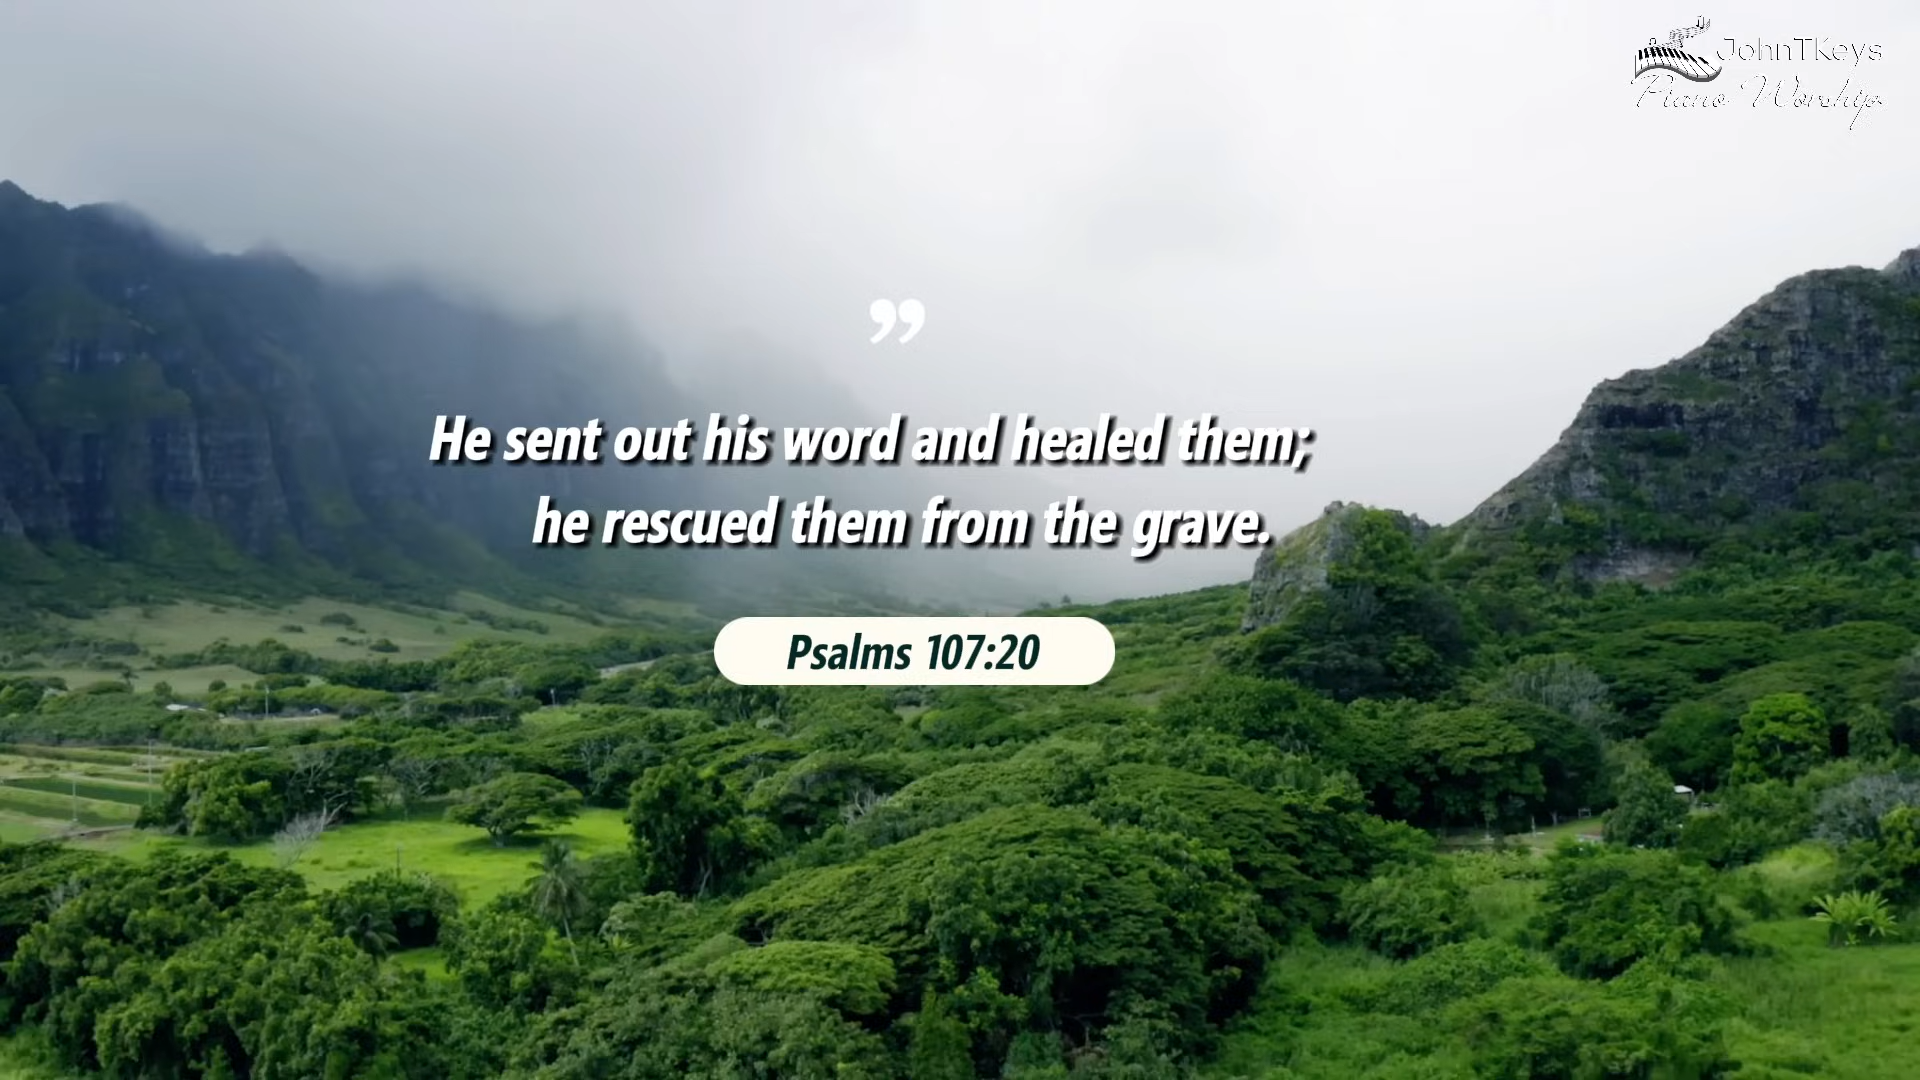 JohnTKeys
Piano Worship
”
He sent out his word and healed them;
he rescued them from the grave.
Psalms 107:20